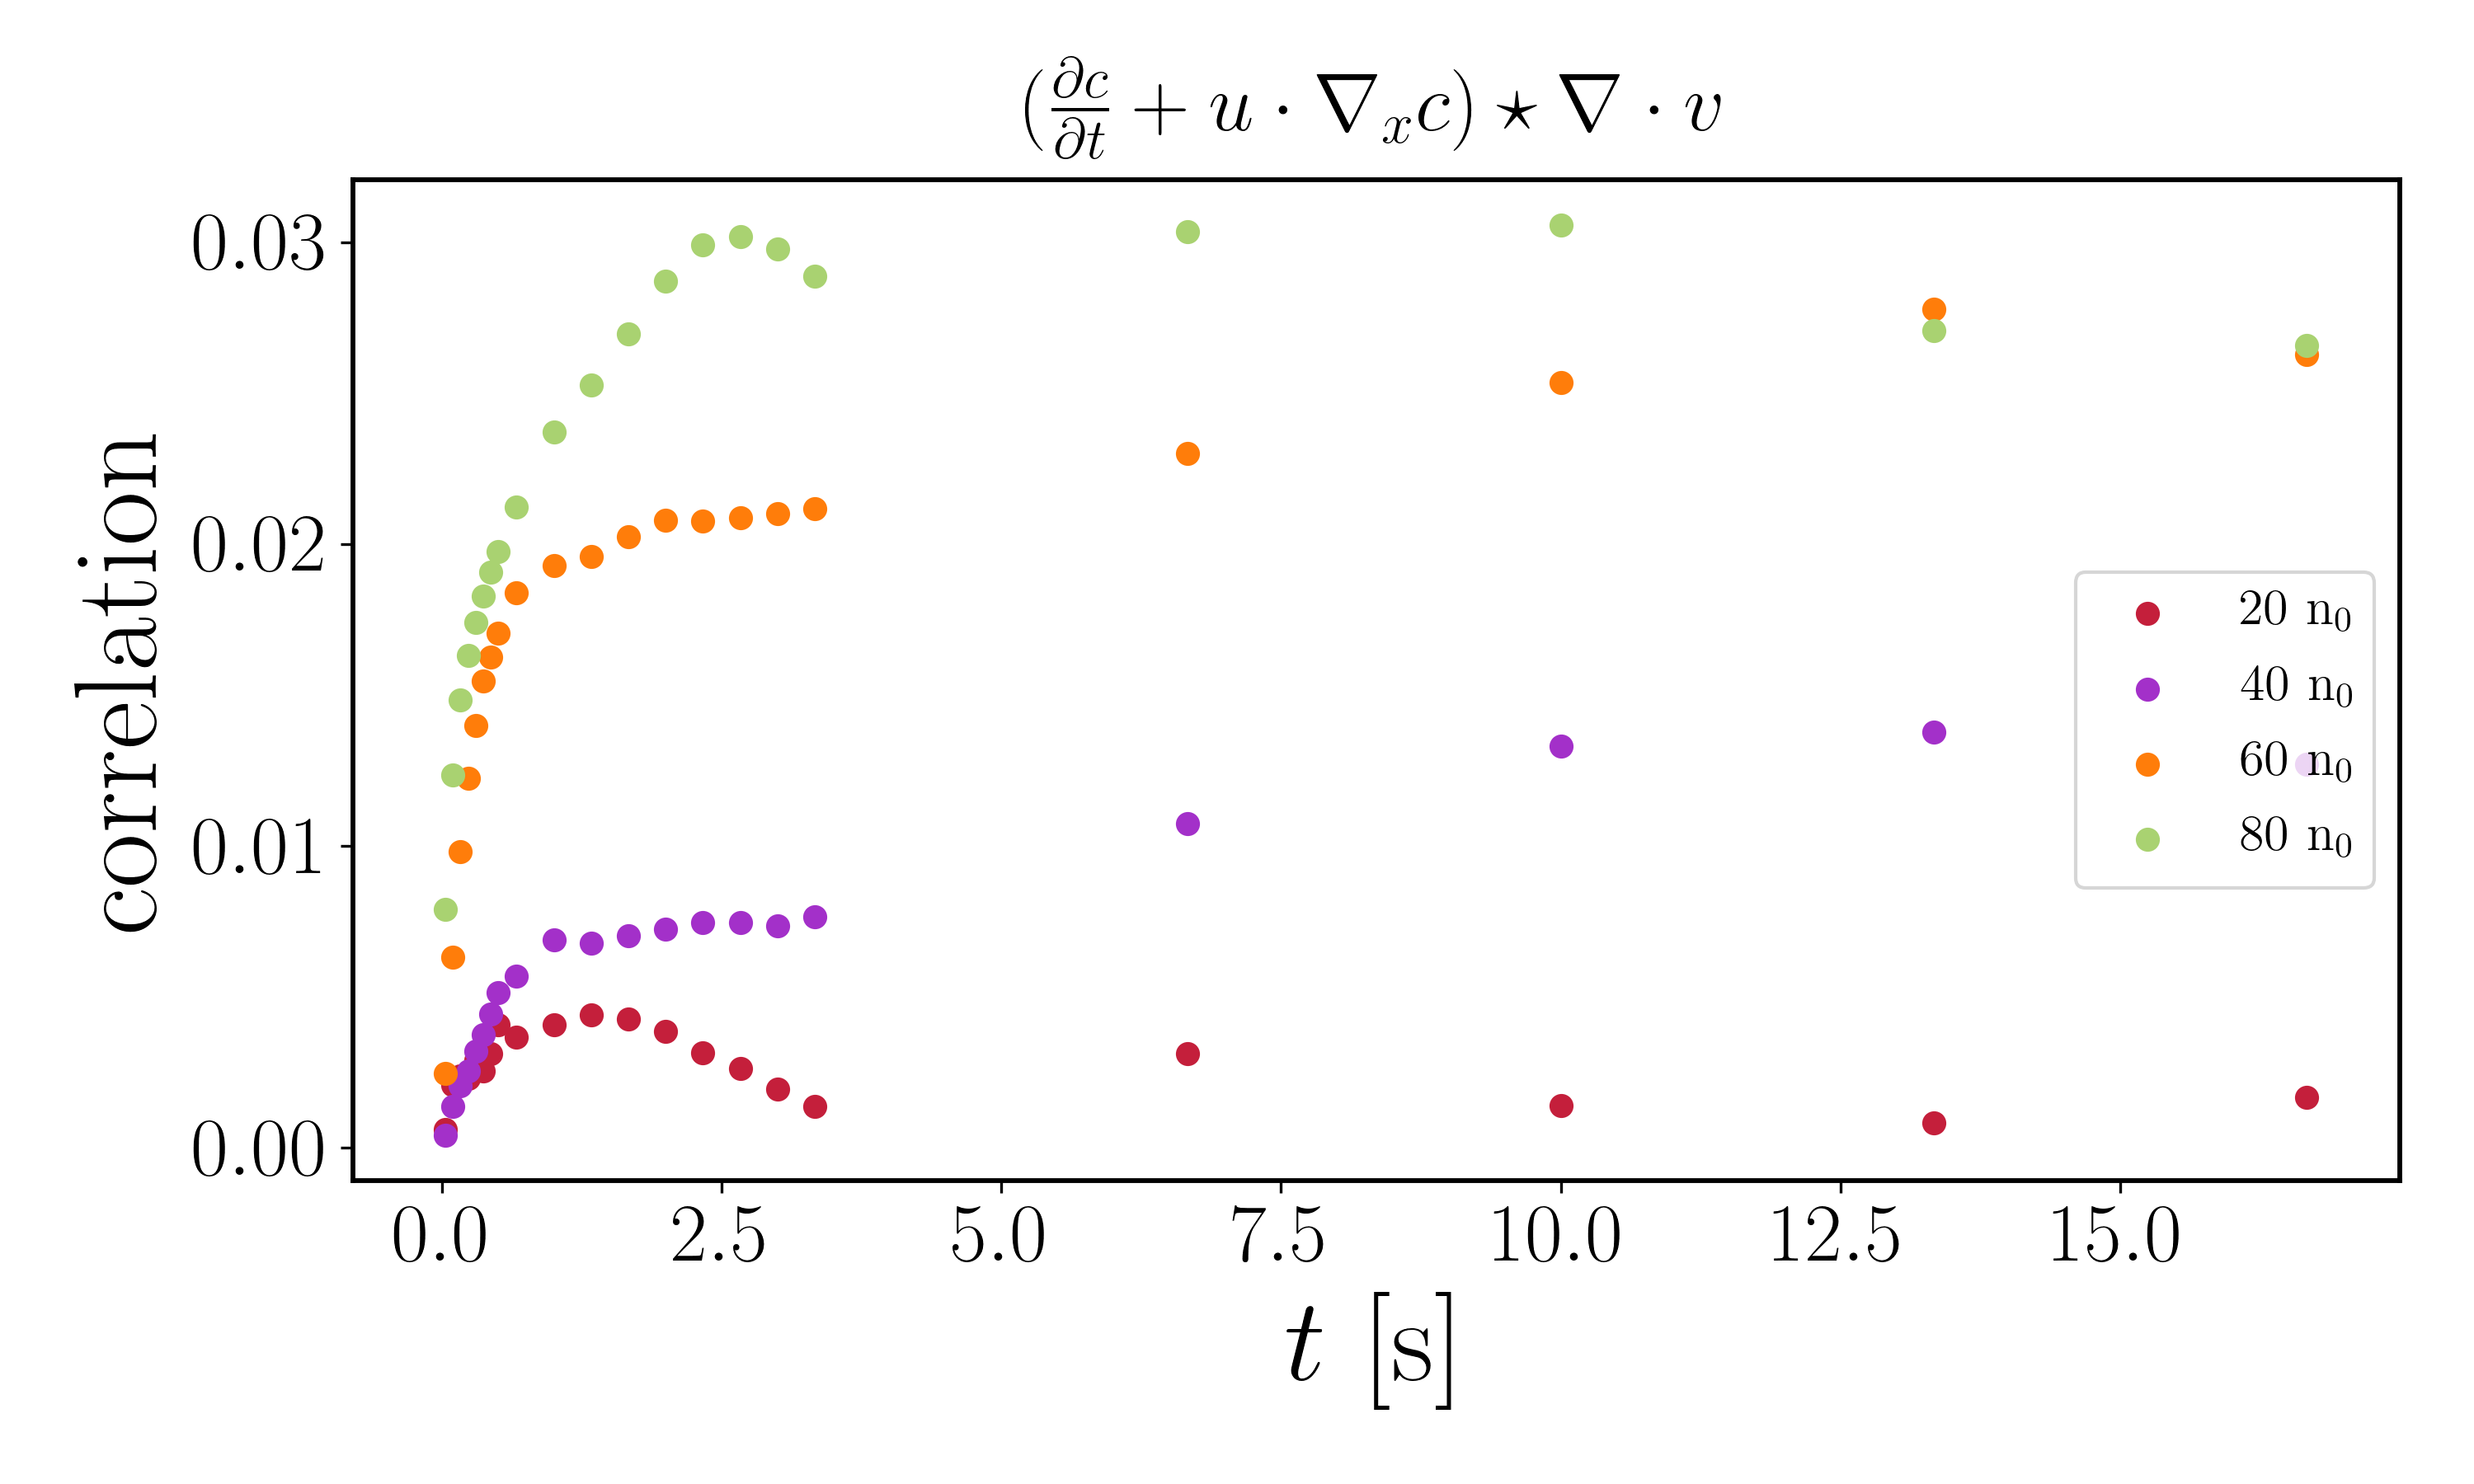 (∂c/∂t + u · ∇ₓc) ⋆ ∇ · v
correlation
0.03
0.02
0.01
0.00
20 n₀
40 n₀
60 n₀
80 n₀
0.0 2.5 5.0 7.5 10.0 12.5 15.0
t [s]